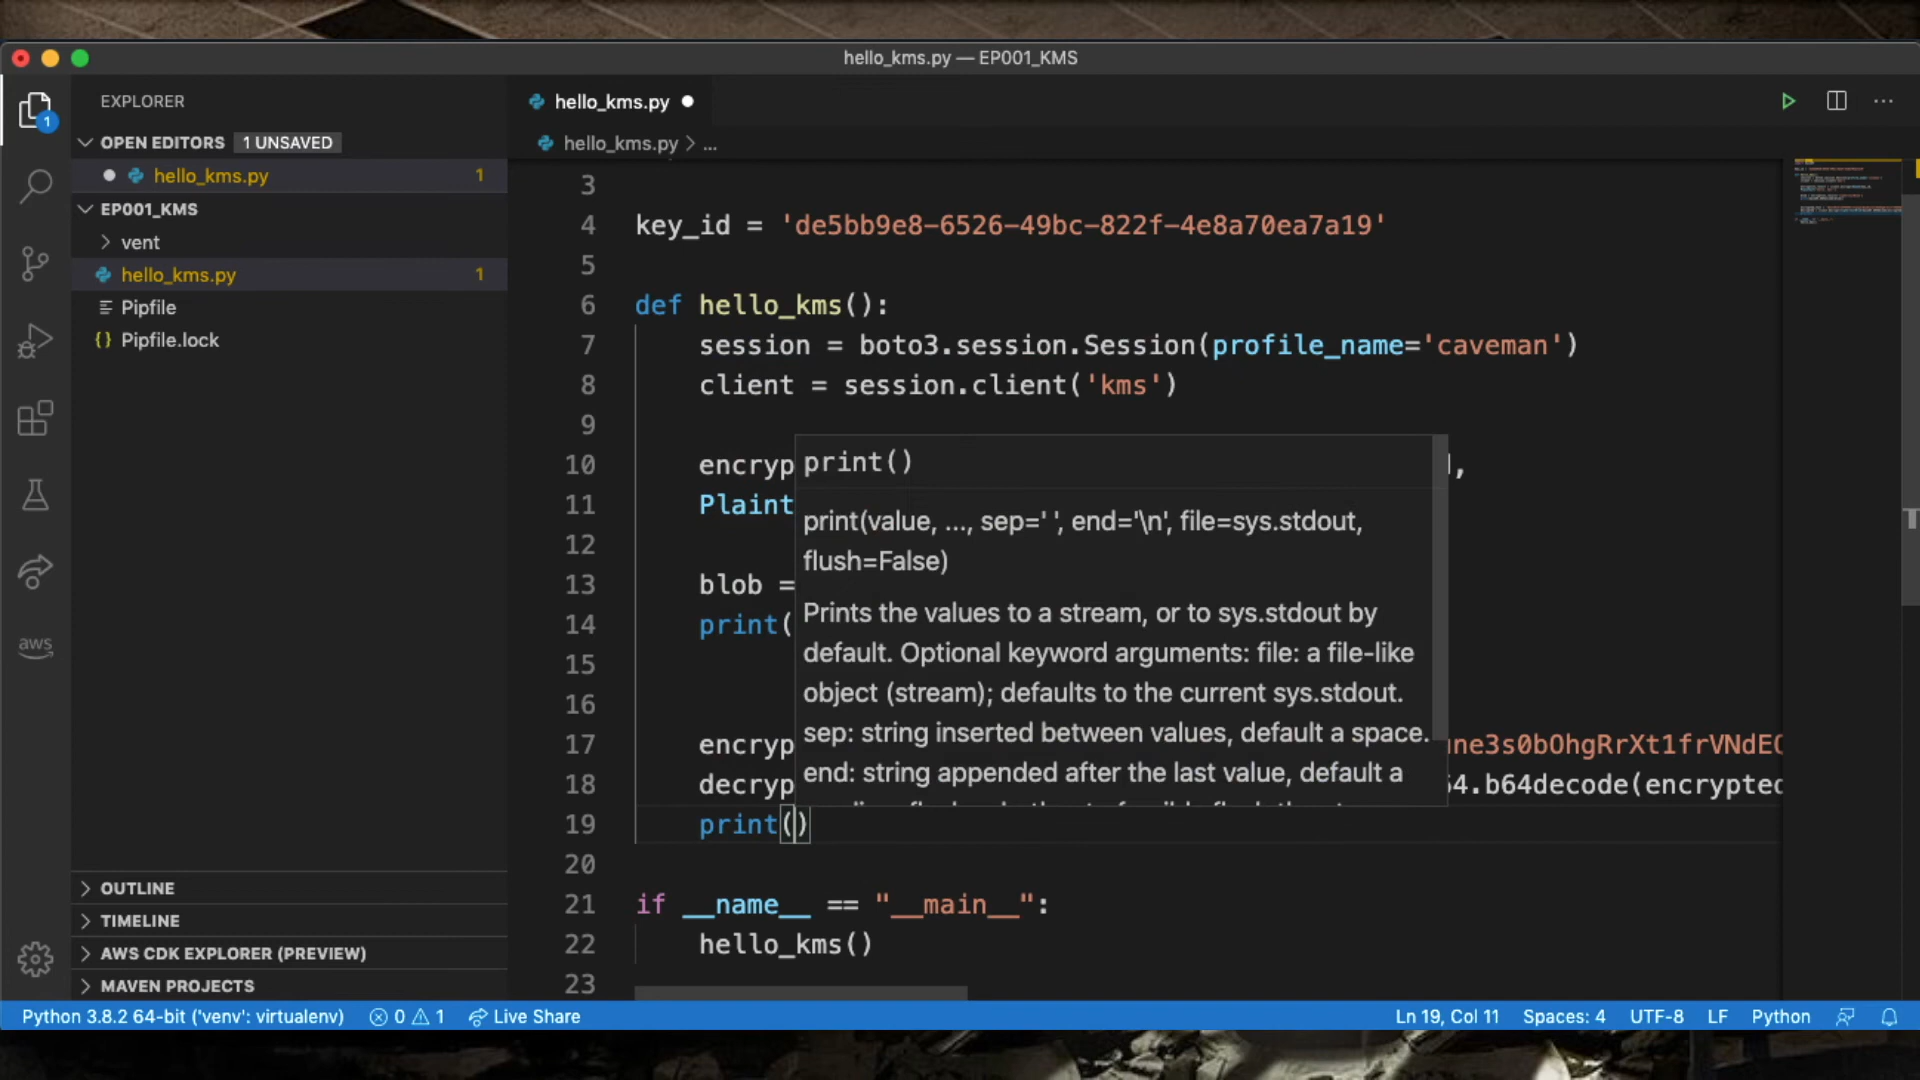 hello_kms.py — EP001_KMS
EXPLORER
OPEN EDITORS 1 UNSAVED
hello_kms.py 1
EP001_KMS
vent
hello_kms.py 1
Pipfile
{} Pipfile.lock
OUTLINE
TIMELINE
AWS CDK EXPLORER (PREVIEW)
MAVEN PROJECTS
1
aws
hello_kms.py
hello_kms.py > ...
3
4 key_id = 'de5bb9e8-6526-49bc-822f-4e8a70ea7a19'
5
6 def hello_kms():
7 session = boto3.session.Session(profile_name='caveman')
8 client = session.client('kms')
9
10 encryp ,
11 Plaint
12
13 blob =
14 print(
15
16
17 encryp une3s0bOhgRrXt1frVNdEC
18 decryp 4.b64decode(encrypted
19 print()
20
21 if __name__ == "__main__":
22 hello_kms()
23
print()
print(value, ..., sep=' ', end='\n', file=sys.stdout,
flush=False)
Prints the values to a stream, or to sys.stdout by
default. Optional keyword arguments: file: a file-like
object (stream); defaults to the current sys.stdout.
sep: string inserted between values, default a space.
end: string appended after the last value, default a
Python 3.8.2 64-bit ('venv': virtualenv) 0 1 Live Share Ln 19, Col 11 Spaces: 4 UTF-8 LF Python